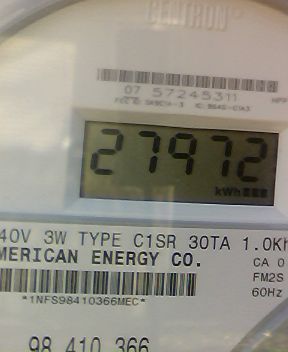 CENTRON
07 57245311
27972
kWh
40V 3W TYPE C1SR 30TA 1.0Kh
MERICAN ENERGY CO.
CA 0
FM2S
60Hz
*1NFS98410366MEC*
98 410 366